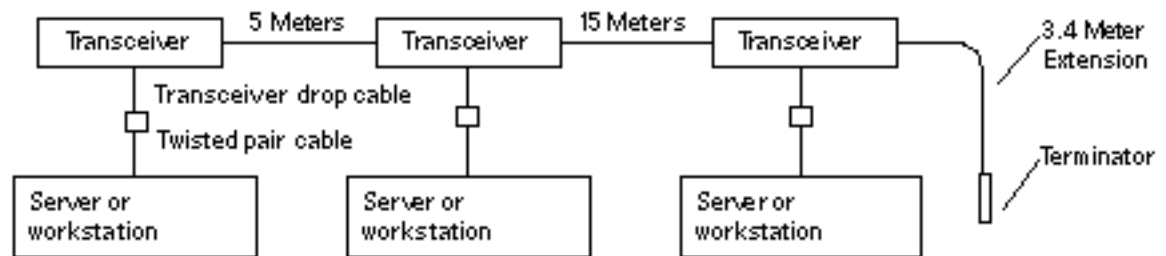 Transceiver
5 Meters
Transceiver
15 Meters
Transceiver
3.4 Meter
Extension
Transceiver drop cable
Twisted pair cable
Terminator
Server or
workstation
Server or
workstation
Server or
workstation